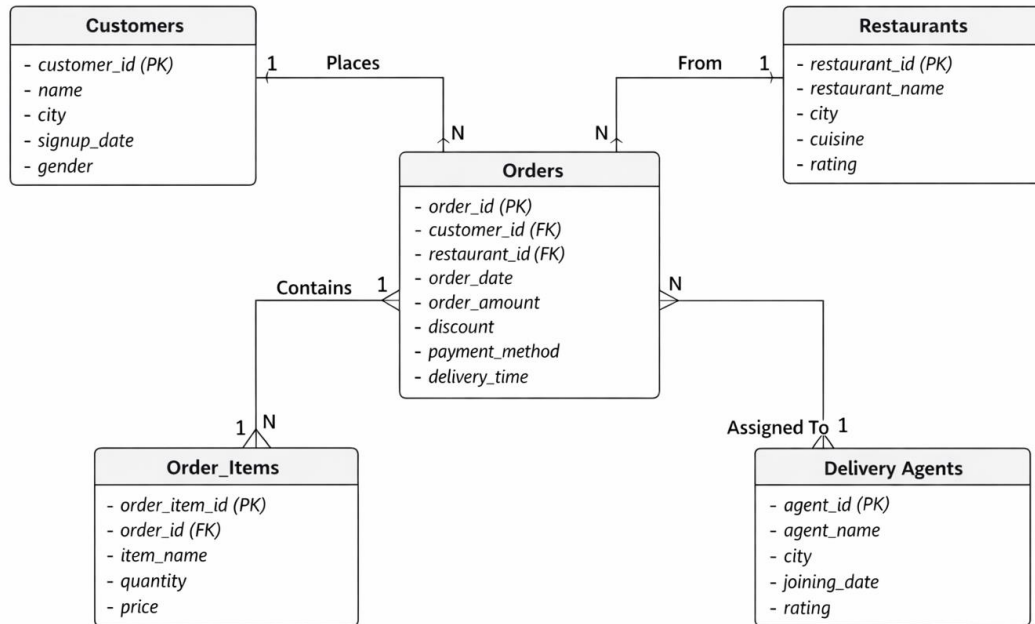 Customers
- customer_id (PK)
- name
- city
- signup_date
- gender
1 Places
N
Restaurants
- restaurant_id (PK)
- restaurant_name
- city
- cuisine
- rating
From 1
N
Orders
- order_id (PK)
- customer_id (FK)
- restaurant_id (FK)
- order_date
- order_amount
- discount
- payment_method
- delivery_time
Contains 1
1 N
N
Assigned To 1
Order_Items
- order_item_id (PK)
- order_id (FK)
- item_name
- quantity
- price
Delivery Agents
- agent_id (PK)
- agent_name
- city
- joining_date
- rating